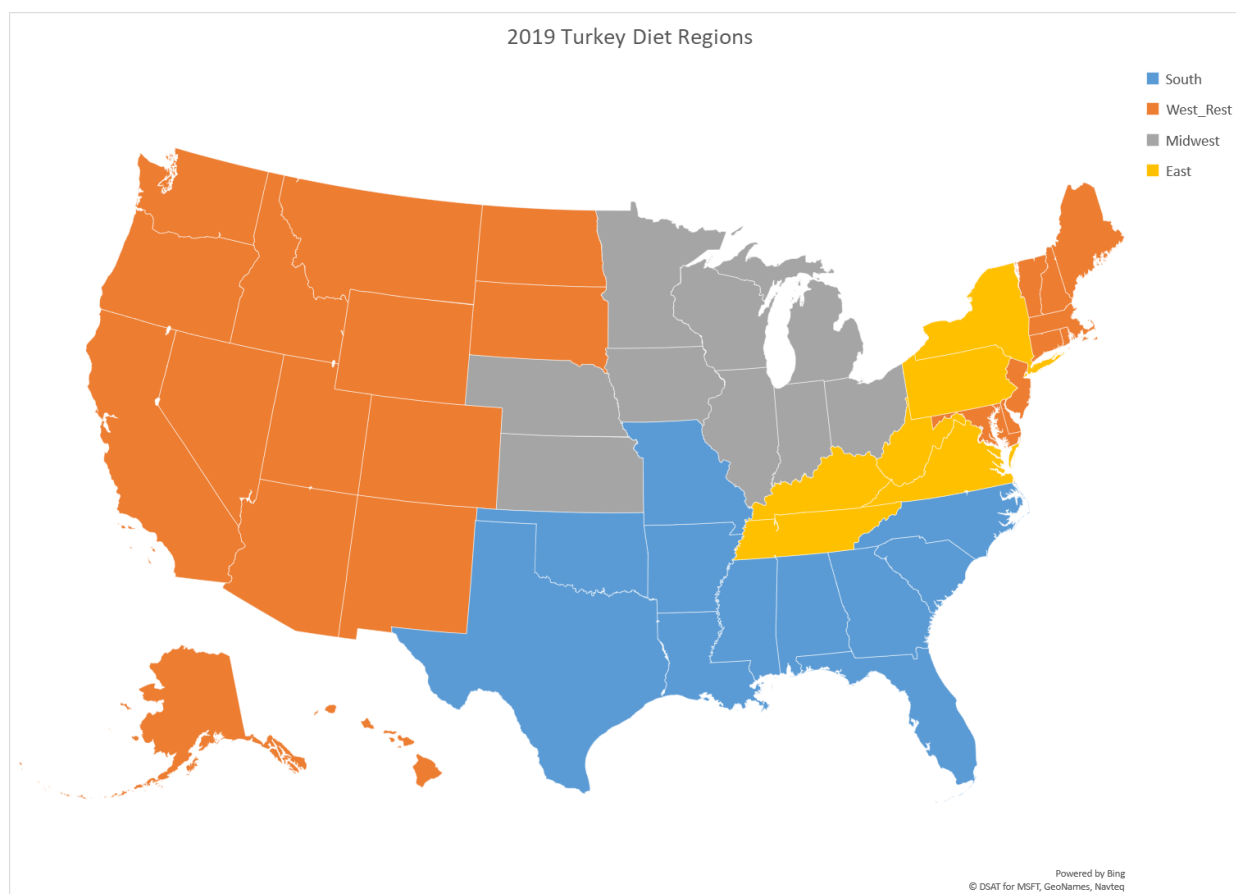 2019 Turkey Diet Regions
South
West_Rest
Midwest
East
Powered by Bing
© DSAT for MSFT, GeoNames, Navteq